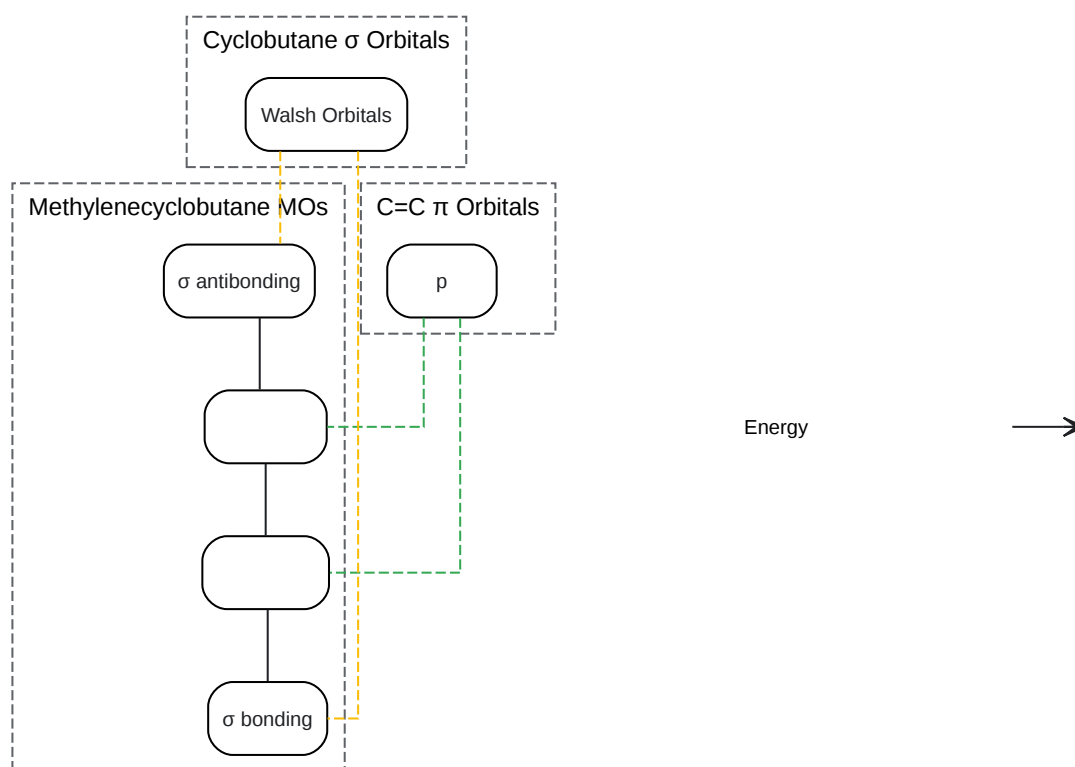 Cyclobutane σ Orbitals
Walsh Orbitals
Methylenecyclobutane MOs
C=C π Orbitals
σ antibonding
p
Energy
σ bonding